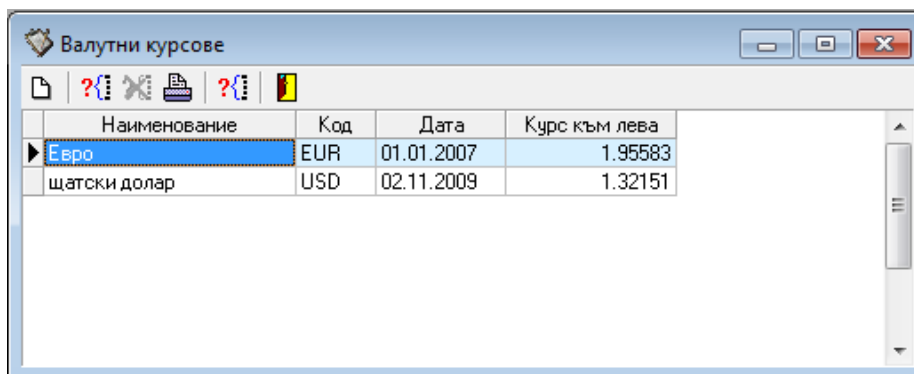 Валутни курсове
?{ ?{
Наименование Код Дата Курс към лева
Евро EUR 01.01.2007 1.95583
щатски долар USD 02.11.2009 1.32151